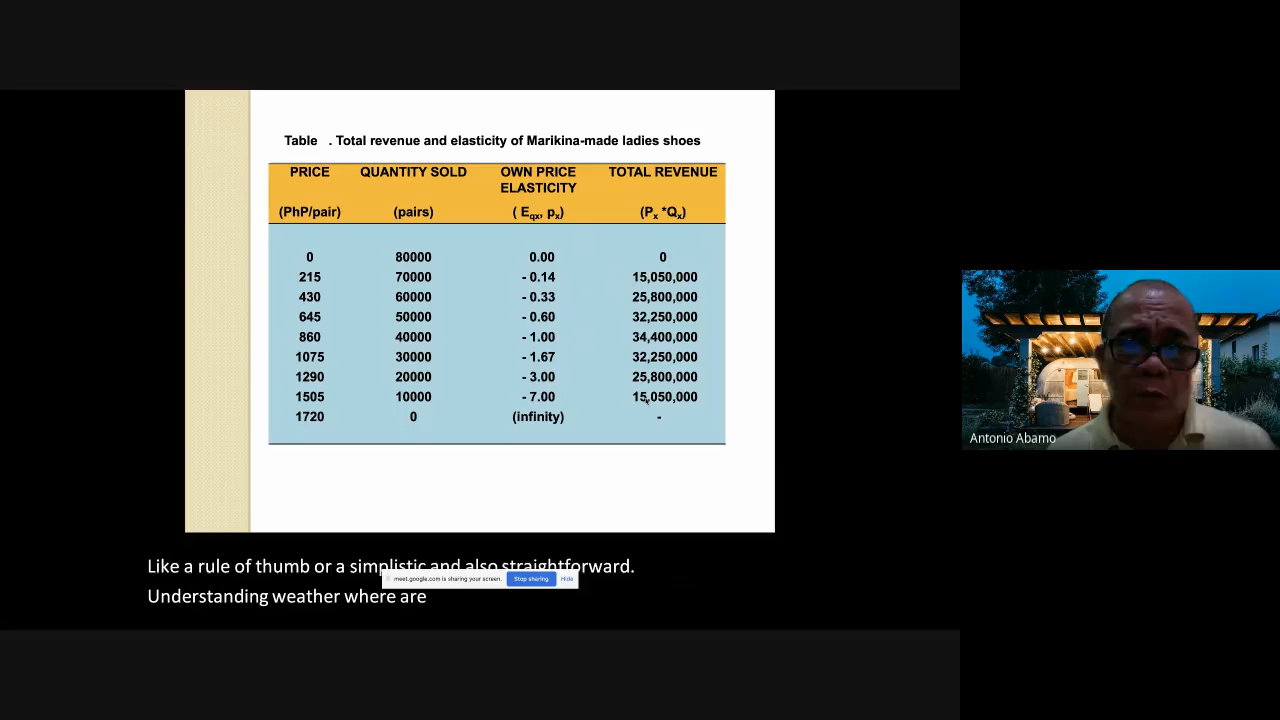 Table . Total revenue and elasticity of Marikina-made ladies shoes
PRICE QUANTITY SOLD OWN PRICE ELASTICITY TOTAL REVENUE
(PhP/pair) (pairs) ( Eqx, px) (Px *Qx)
0 80000 0.00 0
215 70000 - 0.14 15,050,000
430 60000 - 0.33 25,800,000
645 50000 - 0.60 32,250,000
860 40000 - 1.00 34,400,000
1075 30000 - 1.67 32,250,000
1290 20000 - 3.00 25,800,000
1505 10000 - 7.00 15,050,000
1720 0 (infinity) -
Antonio Abamo
Like a rule of thumb or a simplistic and also straightforward.
meet.google.com is sharing your screen. Stop sharing Hide
Understanding weather where are